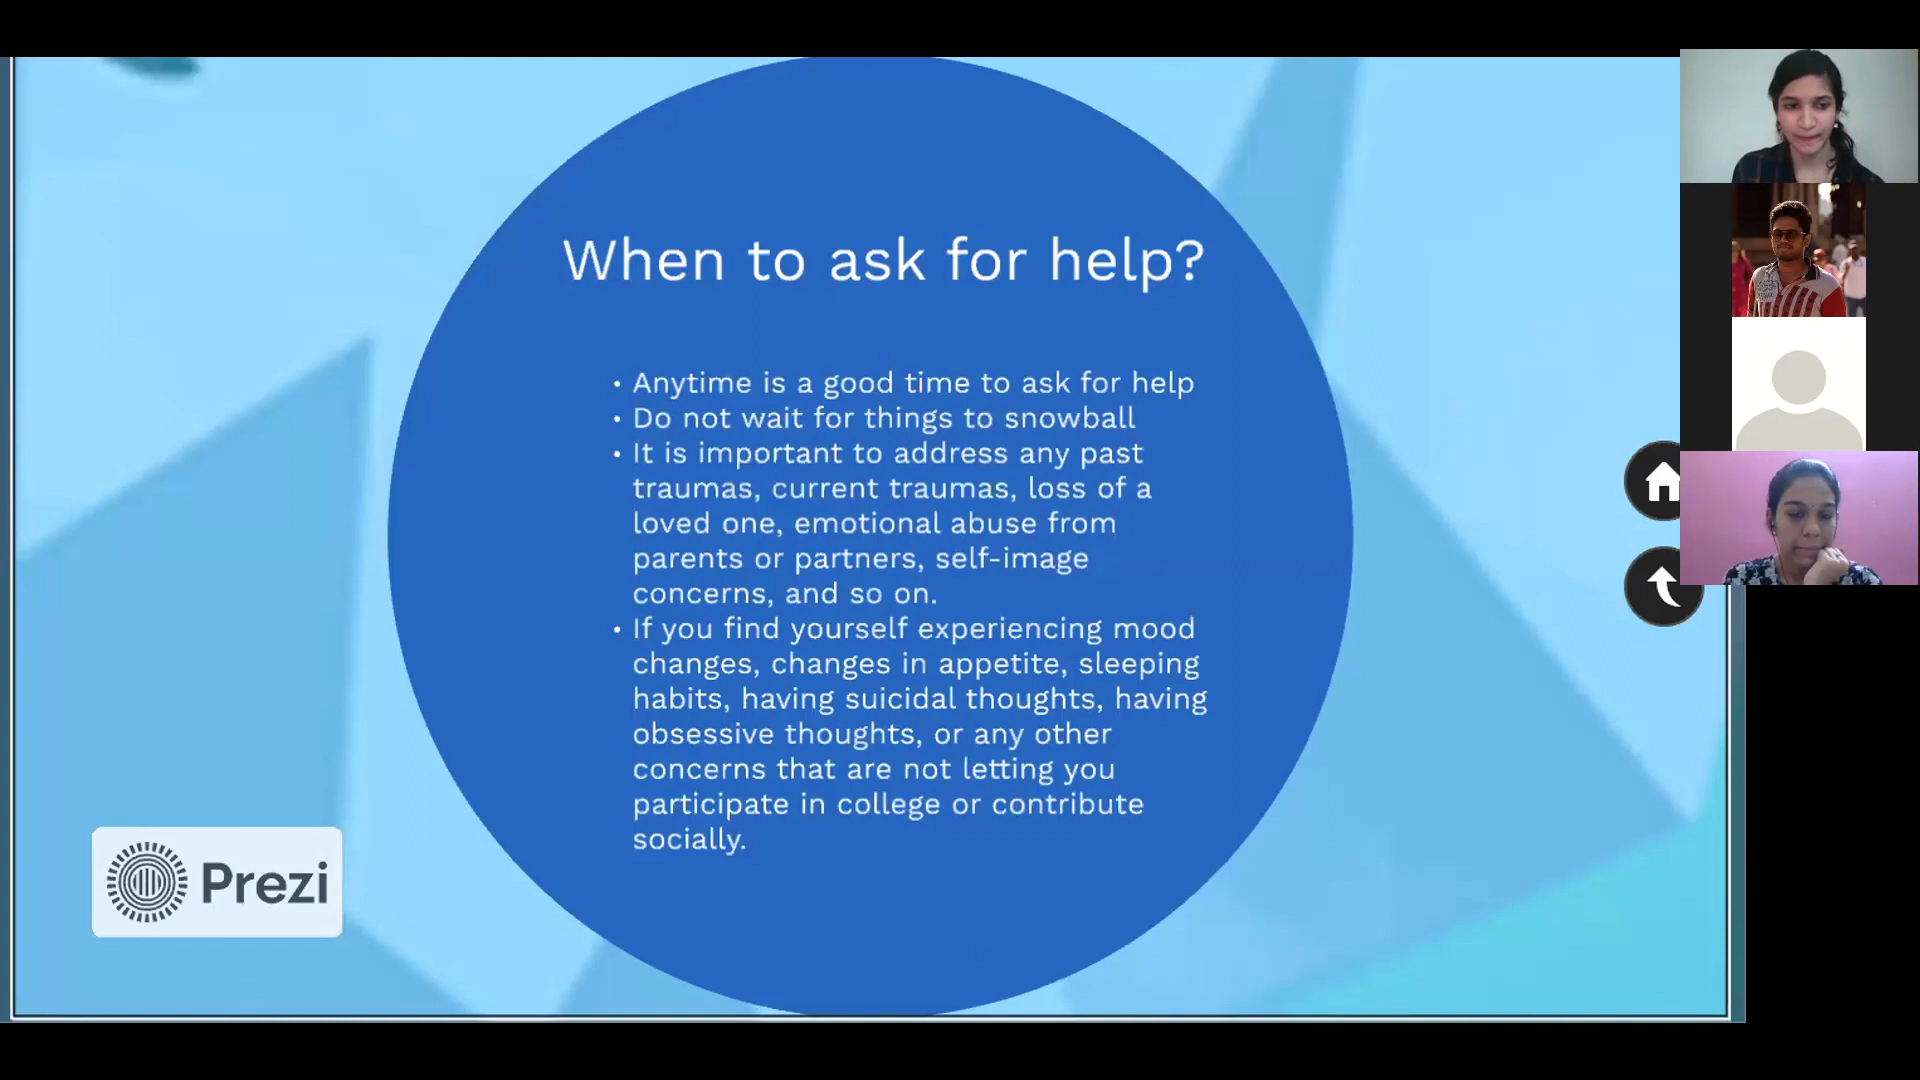 When to ask for help?
• Anytime is a good time to ask for help
• Do not wait for things to snowball
• It is important to address any past
traumas, current traumas, loss of a
loved one, emotional abuse from
parents or partners, self-image
concerns, and so on.
• If you find yourself experiencing mood
changes, changes in appetite, sleeping
habits, having suicidal thoughts, having
obsessive thoughts, or any other
concerns that are not letting you
participate in college or contribute
socially.
Prezi